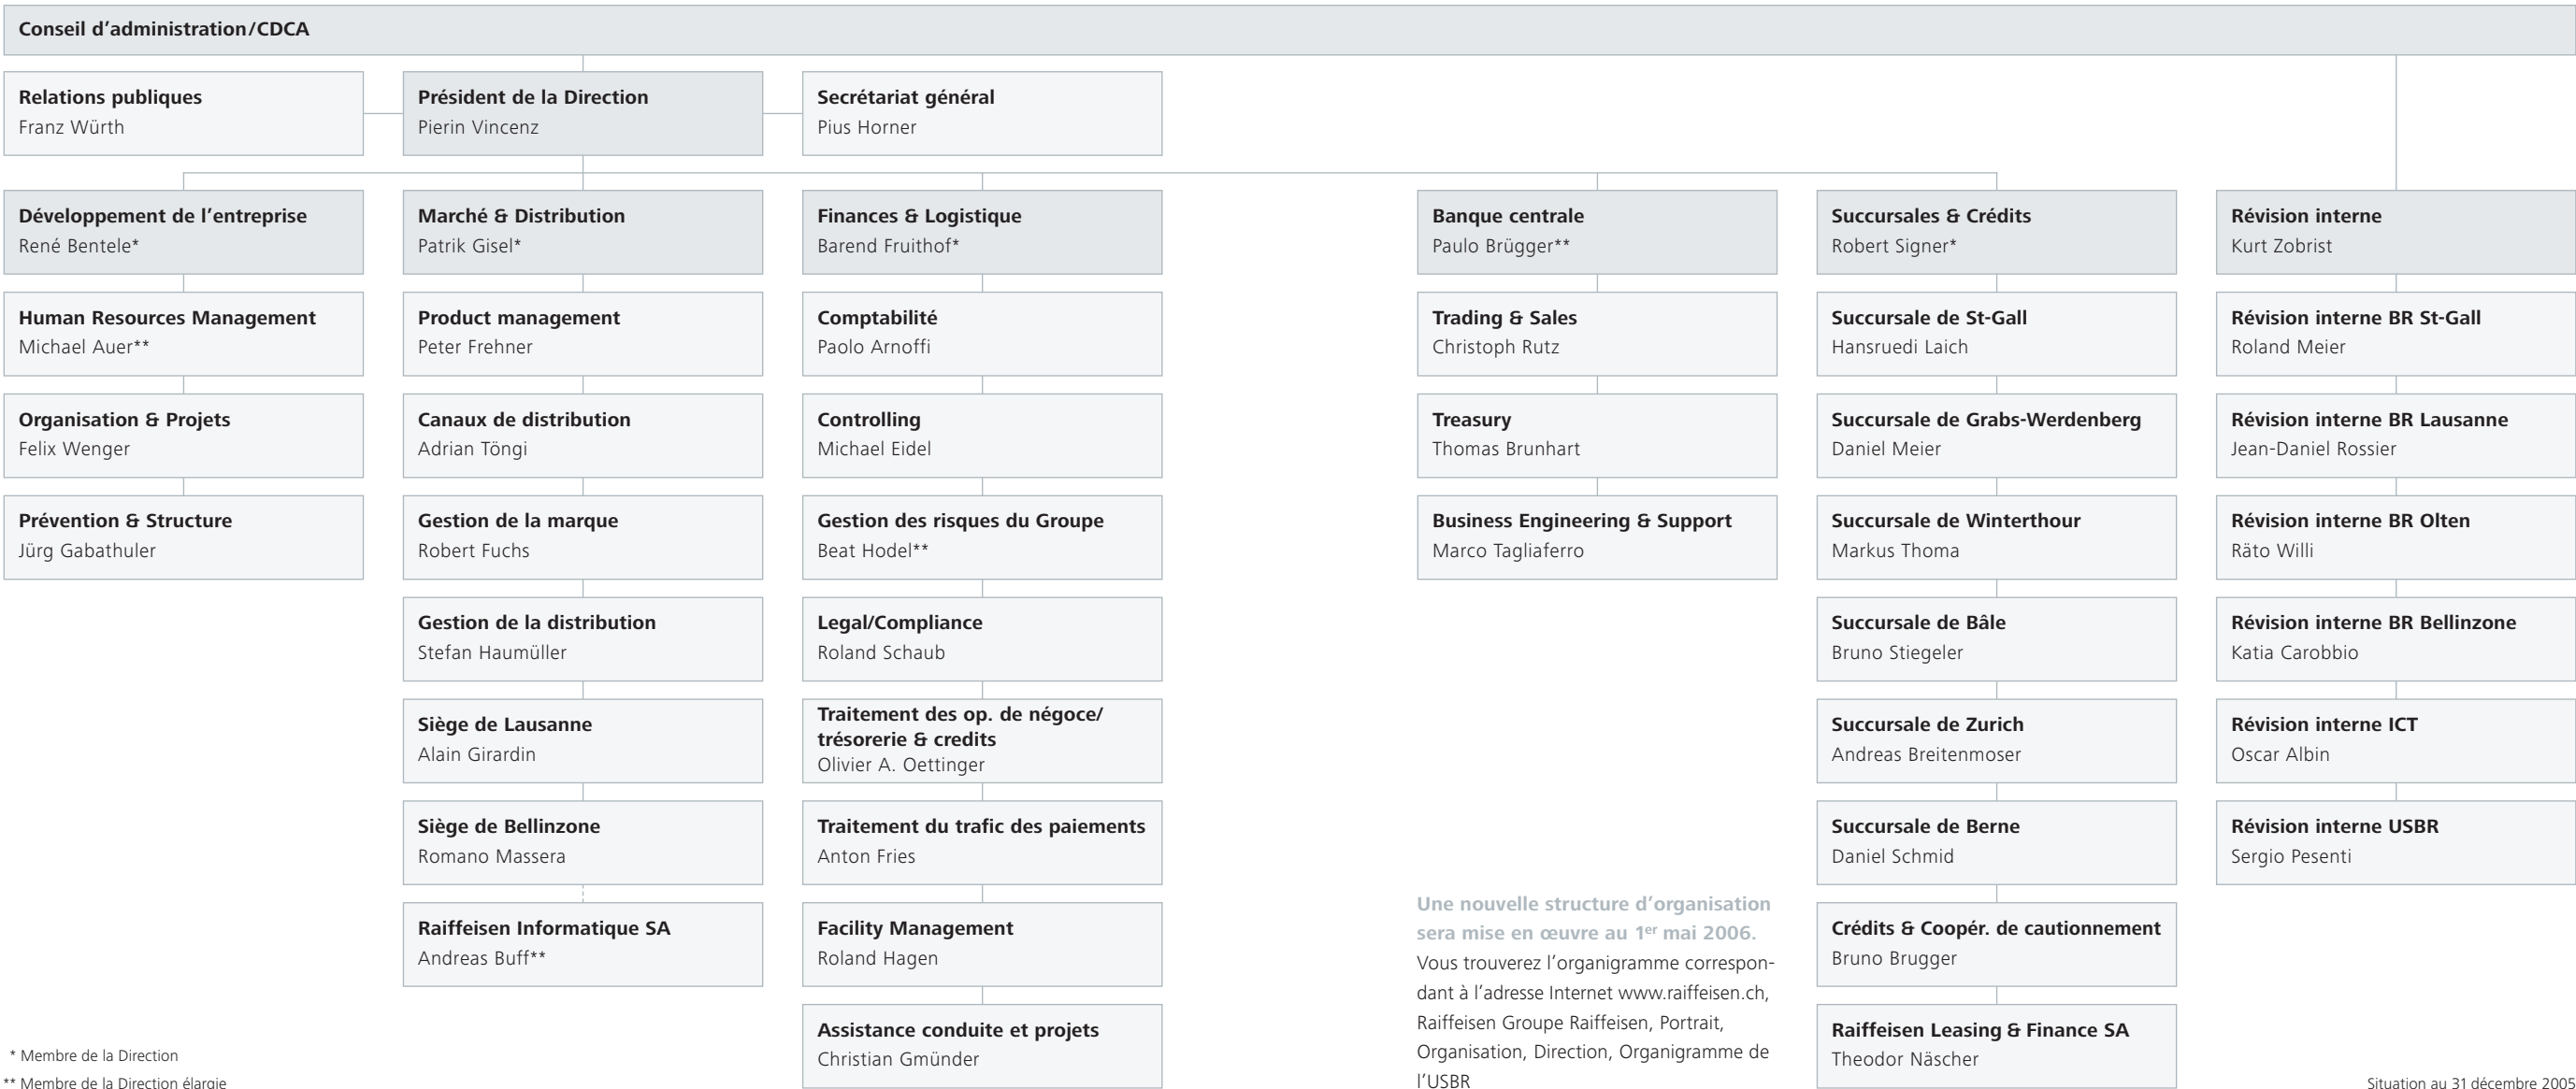 Conseil d'administration/CDCA
Relations publiques
Franz Würth
Président de la Direction
Pierin Vincenz
Secrétariat général
Pius Horner
Développement de l'entreprise
René Bentele*
Human Resources Management
Michael Auer**
Organisation & Projets
Felix Wenger
Prévention & Structure
Jürg Gabathuler
Marché & Distribution
Patrik Gisel*
Product management
Peter Frehner
Canaux de distribution
Adrian Töngi
Gestion de la marque
Robert Fuchs
Gestion de la distribution
Stefan Haumüller
Siège de Lausanne
Alain Girardin
Siège de Bellinzone
Romano Massera
Raiffeisen Informatique SA
Andreas Buff**
Finances & Logistique
Barend Fruithof*
Comptabilité
Paolo Arnoffi
Controlling
Michael Eidel
Gestion des risques du Groupe
Beat Hodel**
Legal/Compliance
Roland Schaub
Traitement des op. de négoce/
trésorerie & credits
Olivier A. Oettinger
Traitement du trafic des paiements
Anton Fries
Facility Management
Roland Hagen
Assistance conduite et projets
Christian Gmünder
Banque centrale
Paulo Brügger**
Trading & Sales
Christoph Rutz
Treasury
Thomas Brunhart
Business Engineering & Support
Marco Tagliaferro
Succursales & Crédits
Robert Signer*
Succursale de St-Gall
Hansruedi Laich
Succursale de Grabs-Werdenberg
Daniel Meier
Succursale de Winterthour
Markus Thoma
Succursale de Bâle
Bruno Stiegeler
Succursale de Zurich
Andreas Breitenmoser
Succursale de Berne
Daniel Schmid
Crédits & Coopér. de cautionnement
Bruno Brugger
Raiffeisen Leasing & Finance SA
Theodor Näscher
Révision interne
Kurt Zobrist
Révision interne BR St-Gall
Roland Meier
Révision interne BR Lausanne
Jean-Daniel Rossier
Révision interne BR Olten
Räto Willi
Révision interne BR Bellinzone
Katia Carobbio
Révision interne ICT
Oscar Albin
Révision interne USBR
Sergio Pesenti
Une nouvelle structure d'organisation
sera mise en œuvre au 1er mai 2006.
Vous trouverez l'organigramme correspon-
dant à l'adresse Internet www.raiffeisen.ch,
Raiffeisen Groupe Raiffeisen, Portrait,
Organisation, Direction, Organigramme de
l'USBR
* Membre de la Direction
** Membre de la Direction élargie
Situation au 31 décembre 2005